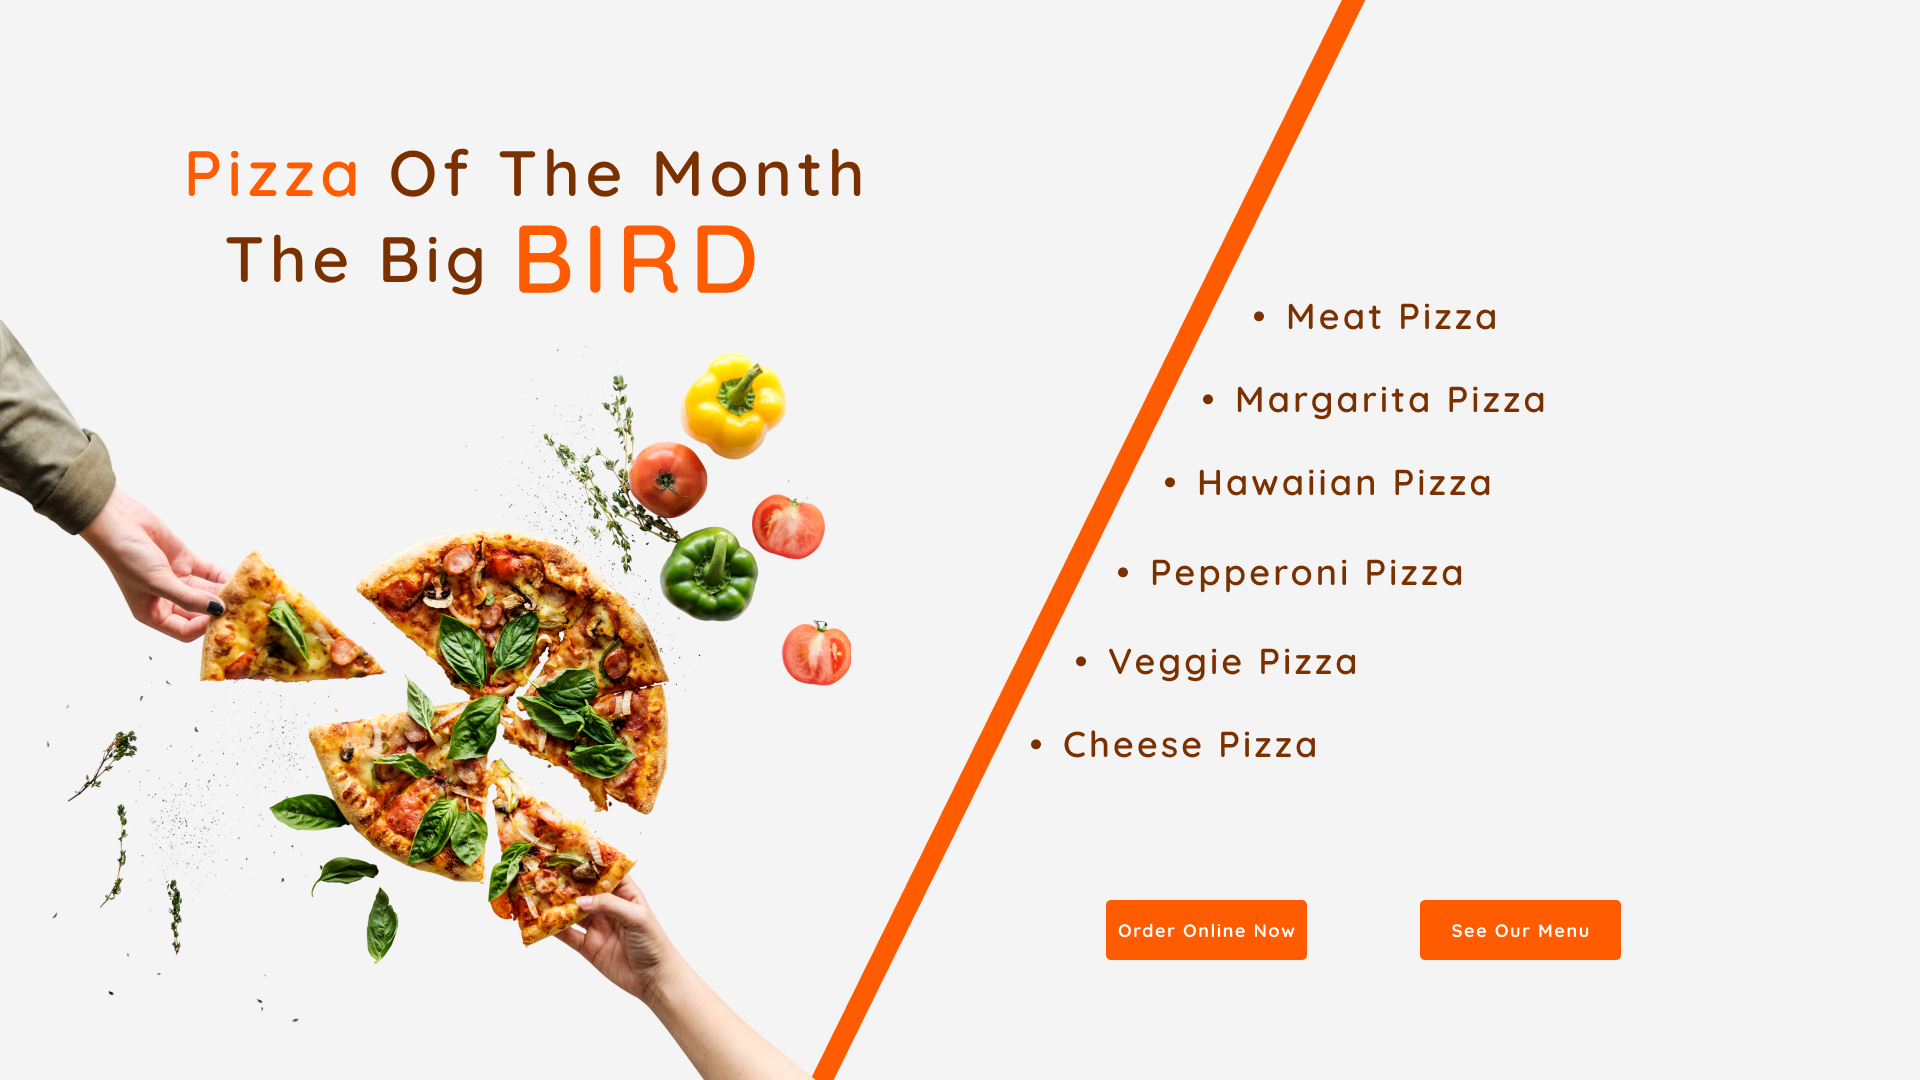 Pizza Of The Month
The Big BIRD
• Meat Pizza
• Margarita Pizza
• Hawaiian Pizza
• Pepperoni Pizza
• Veggie Pizza
• Cheese Pizza
Order Online Now
See Our Menu